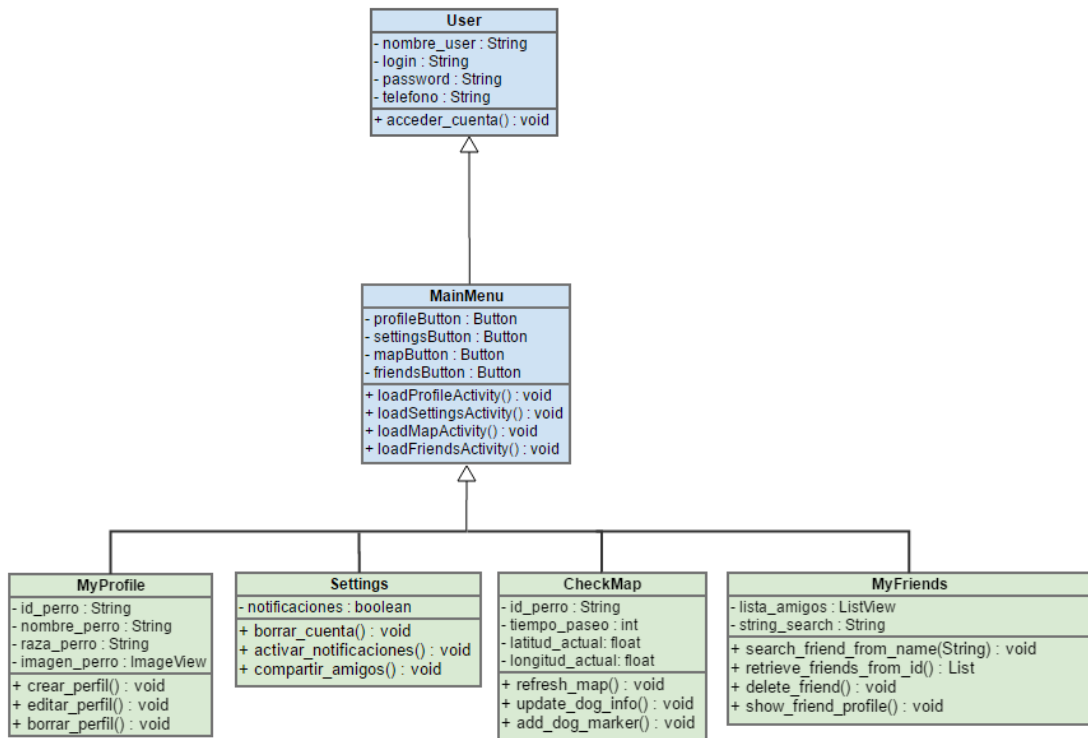 User
- nombre_user : String
- login : String
- password : String
- telefono : String
+ acceder_cuenta() : void
MainMenu
- profileButton : Button
- settingsButton : Button
- mapButton : Button
- friendsButton : Button
+ loadProfileActivity() : void
+ loadSettingsActivity() : void
+ loadMapActivity() : void
+ loadFriendsActivity() : void
MyProfile
- id_perro : String
- nombre_perro : String
- raza_perro : String
- imagen_perro : ImageView
+ crear_perfil() : void
+ editar_perfil() : void
+ borrar_perfil() : void
Settings
- notificaciones : boolean
+ borrar_cuenta() : void
+ activar_notificaciones() : void
+ compartir_amigos() : void
CheckMap
- id_perro : String
- tiempo_paseo : int
- latitud_actual: float
- longitud_actual: float
+ refresh_map() : void
+ update_dog_info() : void
+ add_dog_marker() : void
MyFriends
- lista_amigos : ListView
- string_search : String
+ search_friend_from_name(String) : void
+ retrieve_friends_from_id() : List
+ delete_friend() : void
+ show_friend_profile() : void